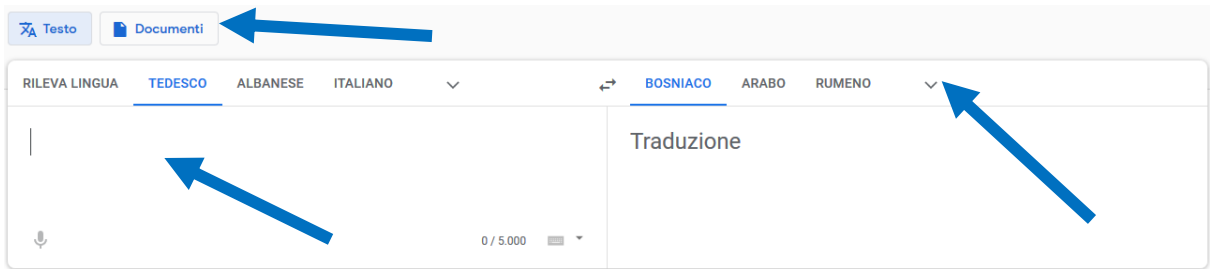 Testo Documenti
RILEVA LINGUA TEDESCO ALBANESE ITALIANO BOSNIACO ARABO RUMENO
Traduzione
0 / 5.000